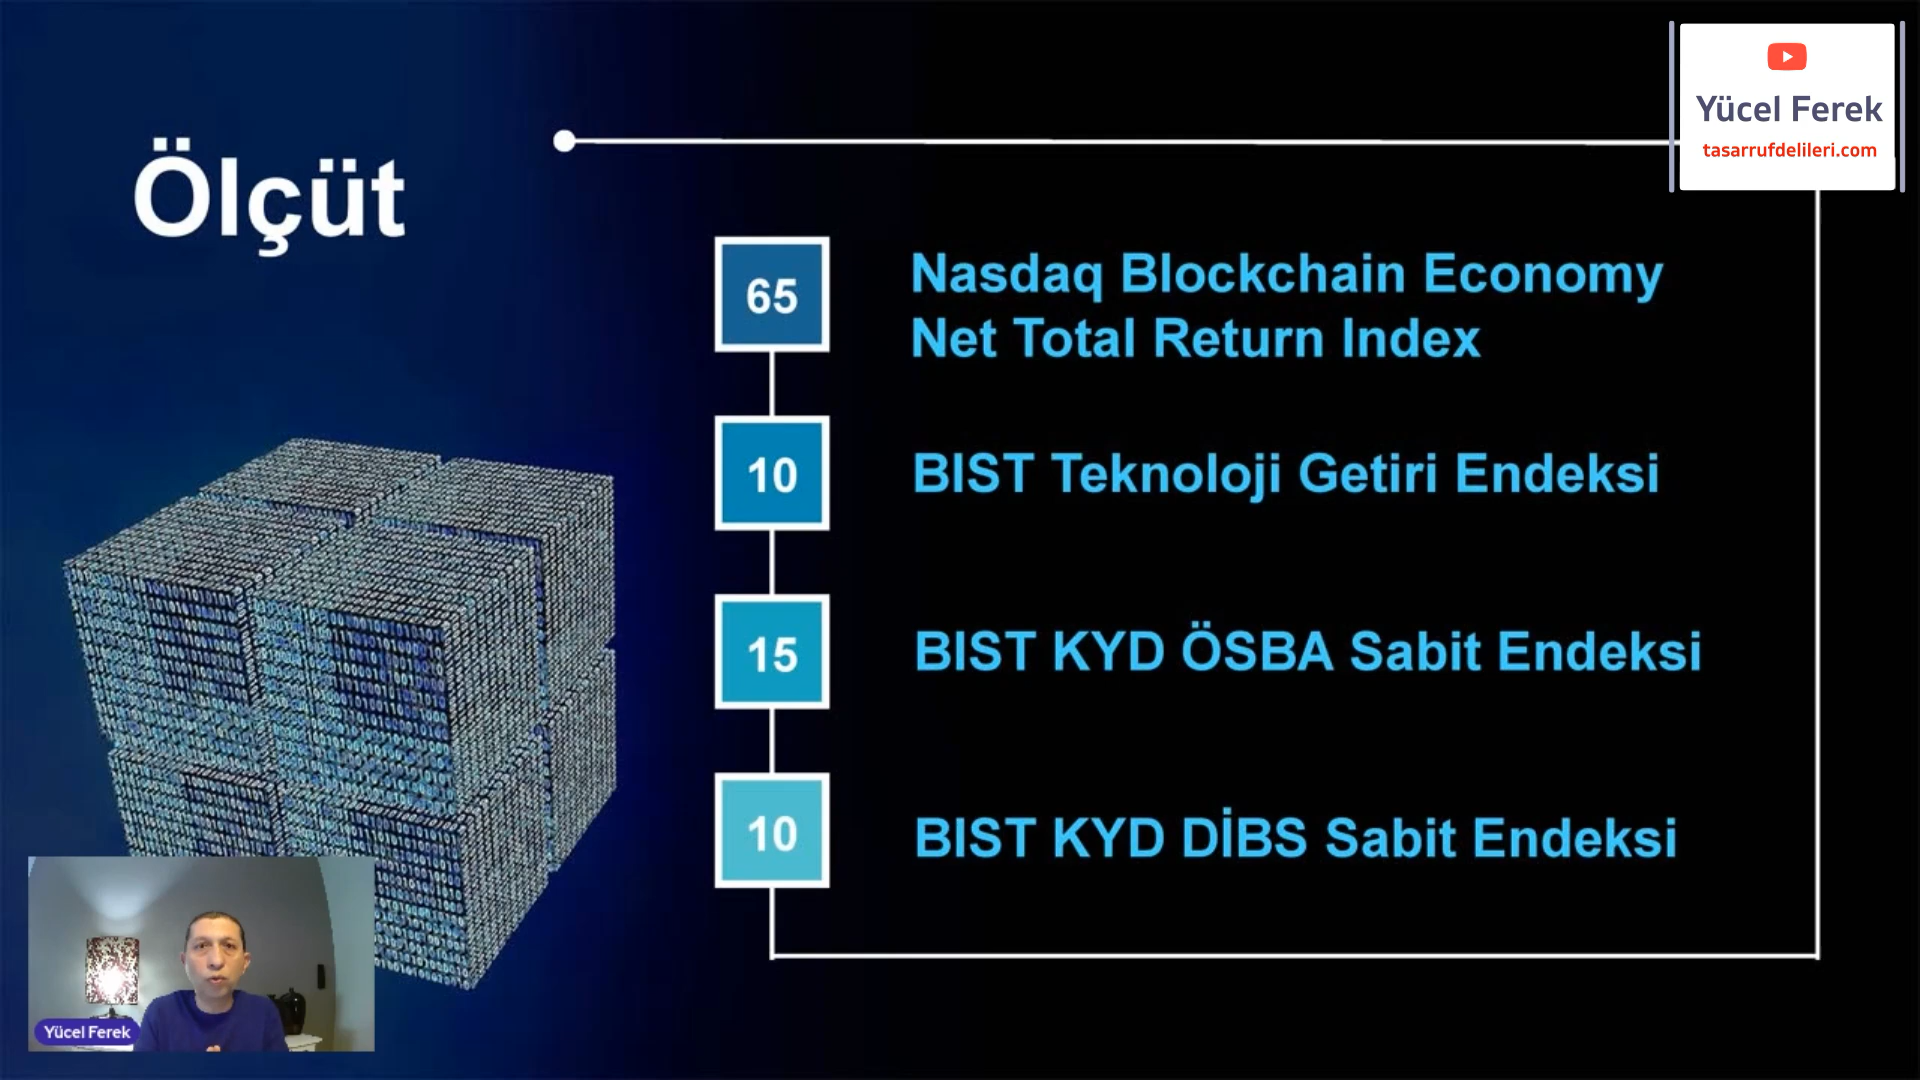 Ölçüt
Yücel Ferek
tasarrufdelileri.com
65
Nasdaq Blockchain Economy
Net Total Return Index
10
BIST Teknoloji Getiri Endeksi
15
BIST KYD ÖSBA Sabit Endeksi
10
BIST KYD DİBS Sabit Endeksi
Yücel Ferek